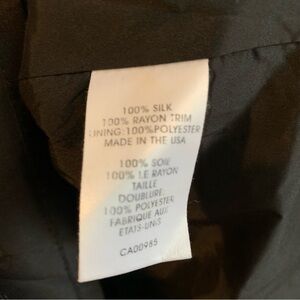 100% SILK
100% RAYON TRIM
LINING: 100% POLYESTER
MADE IN THE USA
100% SOIE
100% LE RAYON
TAILLE
DOUBLURE:
100% POLYESTER
FABRIQUE AUX
ETATS-UNIS
CA00985